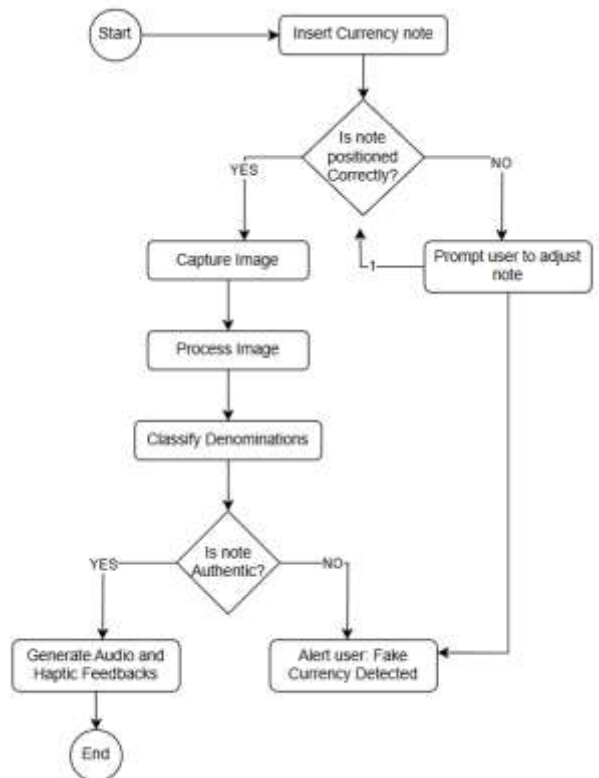 Start
Insert Currency note
Is note
positioned
Correctly?
YES
NO
Capture Image
Prompt user to adjust
note
1
Process Image
Classify Denominations
Is note
Authentic?
YES
NO
Generate Audio and
Haptic Feedbacks
Alert user: Fake
Currency Detected
End